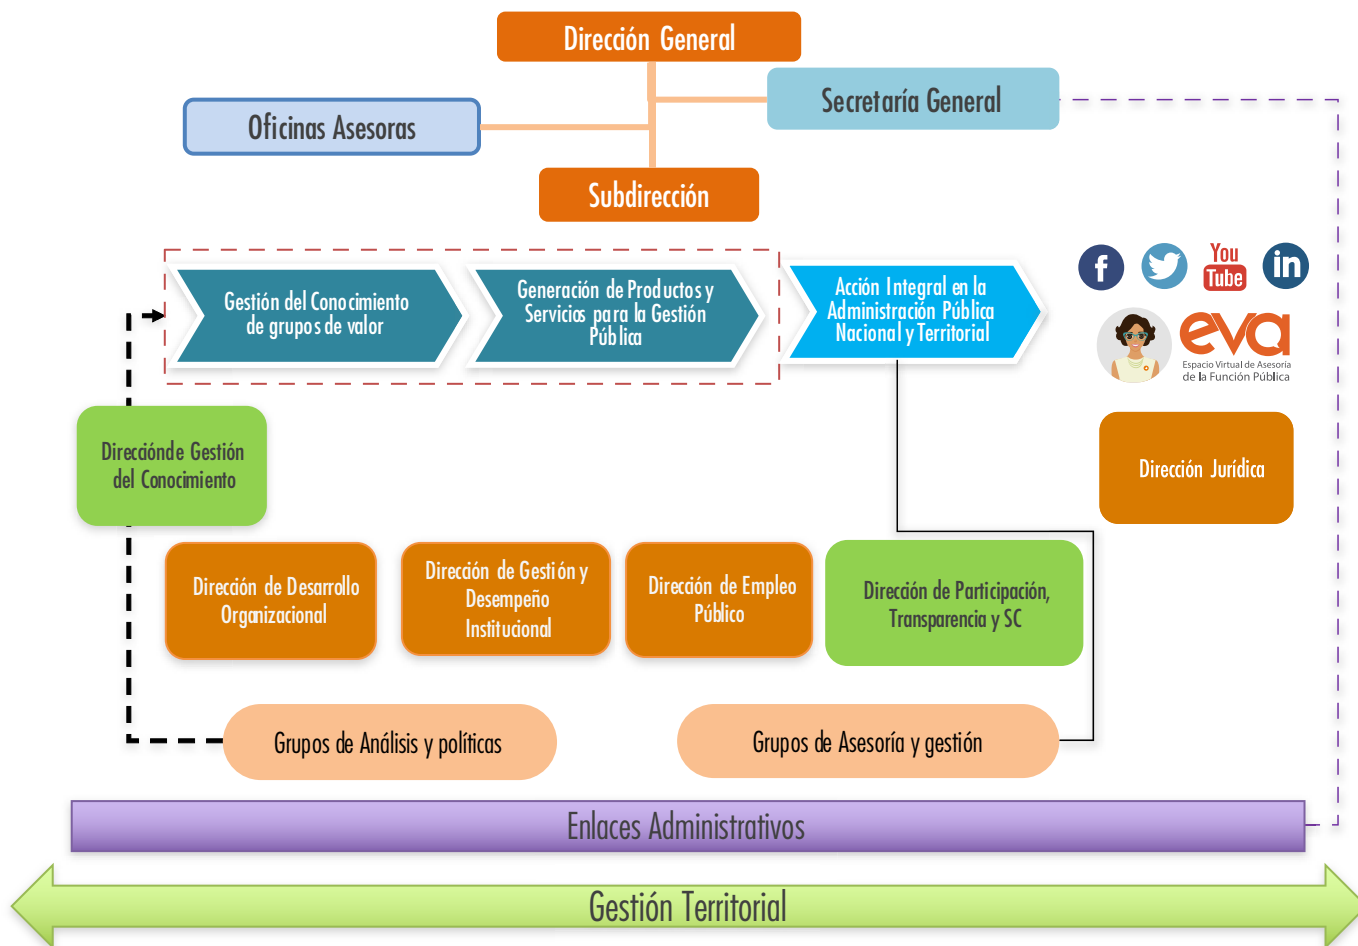 Dirección General
Secretaría General
Oficinas Asesoras
Subdirección
Gestión del Conocimiento
de grupos de valor
Generación de Productos y
Servicios para la Gestión
Pública
Acción Integral en la
Administración Pública
Nacional y Territorial
f
You
Tube
in
eva
Espacio Virtual de Asesoría
de la Función Pública
Direcciónde Gestión
del Conocimiento
Dirección Jurídica
Dirección de Desarrollo
Organizacional
Dirección de Gestión y
Desempeño
Institucional
Dirección de Empleo
Público
Dirección de Participación,
Transparencia y SC
Grupos de Análisis y políticas
Grupos de Asesoría y gestión
Enlaces Administrativos
Gestión Territorial